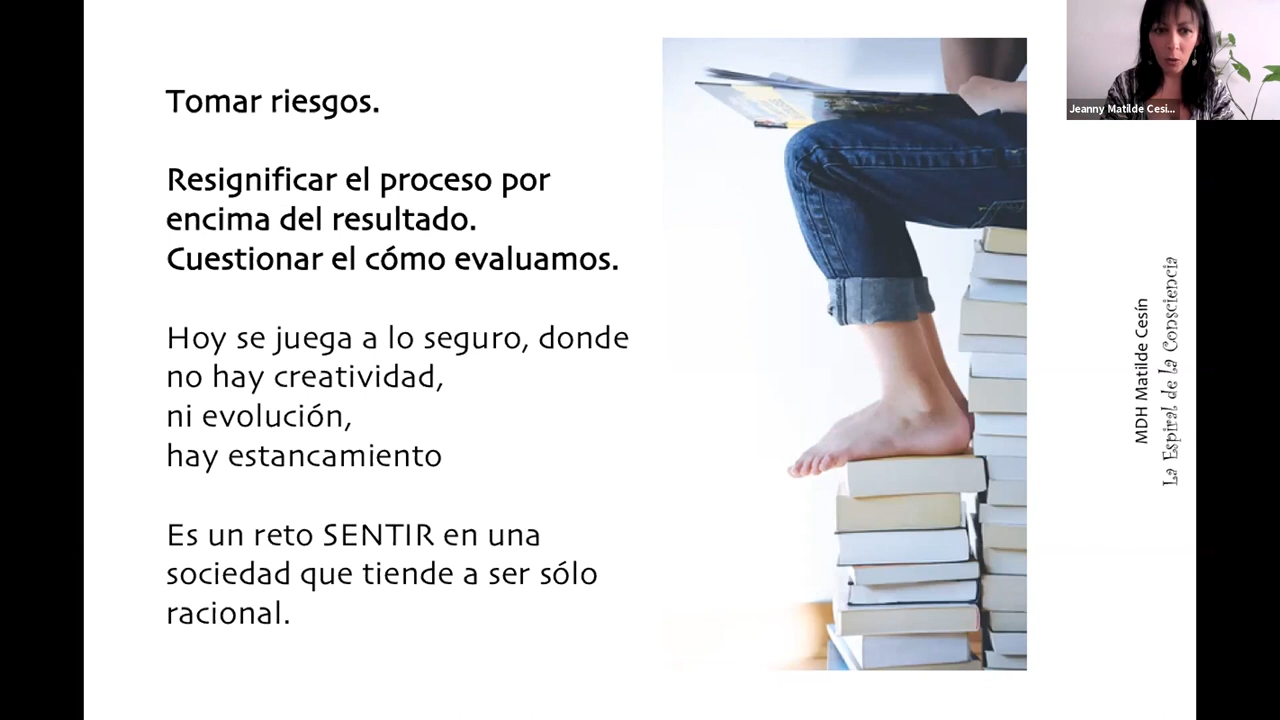 Tomar riesgos.
Resignificar el proceso por
encima del resultado.
Cuestionar el cómo evaluamos.
Hoy se juega a lo seguro, donde
no hay creatividad,
ni evolución,
hay estancamiento
Es un reto SENTIR en una
sociedad que tiende a ser sólo
racional.
Jeanny Matilde Cesi...
MDH Matilde Cesín
La Espiral de la Consciencia